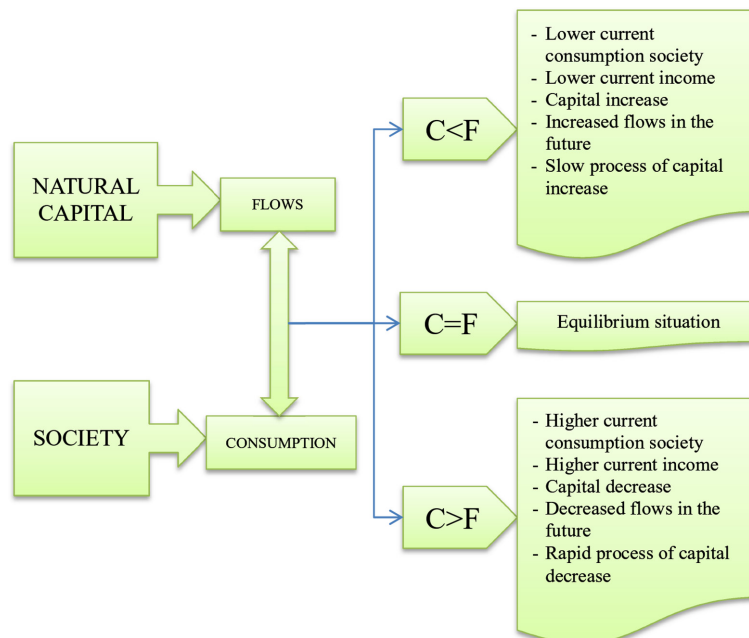 NATURAL
CAPITAL
FLOWS
SOCIETY
CONSUMPTION
C<F
- Lower current
consumption society
- Lower current income
- Capital increase
- Increased flows in the
future
- Slow process of capital
increase
C=F
Equilibrium situation
C>F
- Higher current
consumption society
- Higher current income
- Capital decrease
- Decreased flows in the
future
- Rapid process of capital
decrease